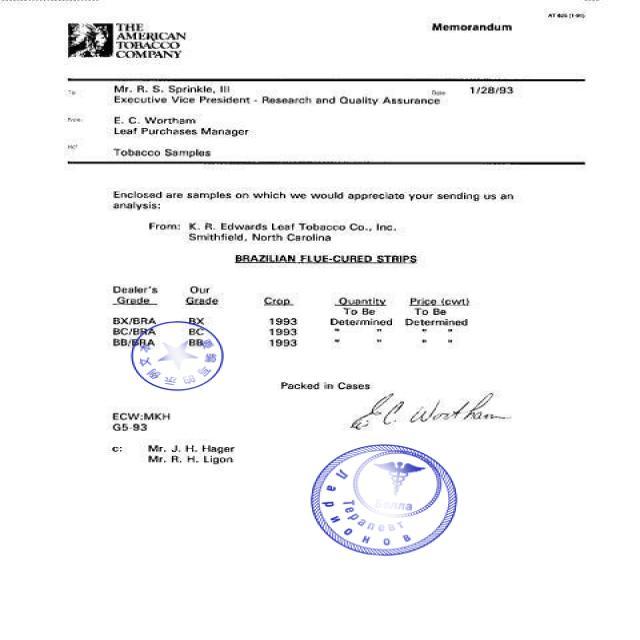 AT 825 (1-91)
THE
AMERICAN
TOBACCO
COMPANY
Memorandum
To: Mr. R. S. Sprinkle, III Date 1/28/93
Executive Vice President - Research and Quality Assurance
From: E. C. Wortham
Leaf Purchases Manager
Re: Tobacco Samples
Enclosed are samples on which we would appreciate your sending us an
analysis:
From: K. R. Edwards Leaf Tobacco Co., Inc.
Smithfield, North Carolina
BRAZILIAN FLUE-CURED STRIPS
Dealer's Our
Grade Grade Crop Quantity Price (cwt)
To Be To Be
BX/BRA BX 1993 Determined Determined
BC/BRA BC 1993 " " " "
BB/BRA BB 1993 " " " "
Packed in Cases
E C. Wortham
ECW:MKH
G5-93
c: Mr. J. H. Hager
Mr. R. H. Ligon
Ларионов
Терапевт